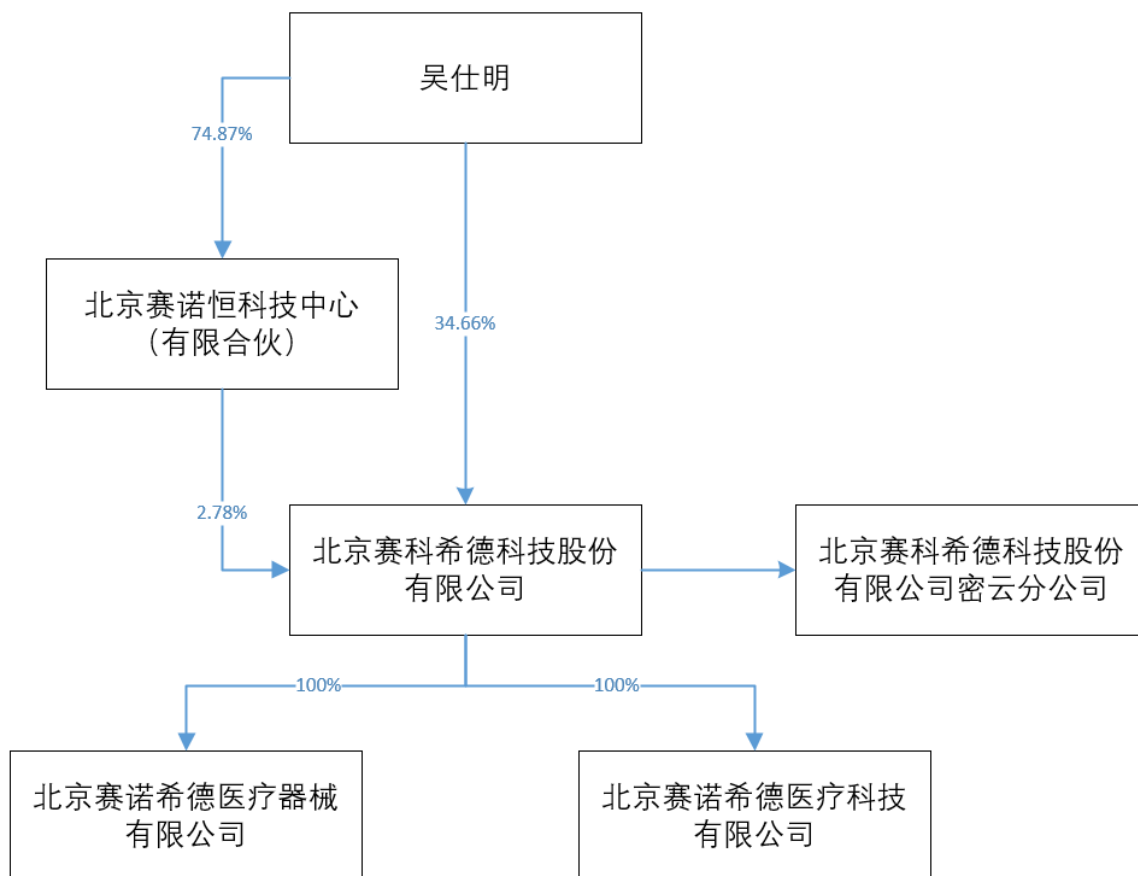 吴仕明
74.87%
北京赛诺恒科技中心
（有限合伙）
34.66%
2.78%
北京赛科希德科技股份
有限公司
北京赛科希德科技股份
有限公司密云分公司
100%
100%
北京赛诺希德医疗器械
有限公司
北京赛诺希德医疗科技
有限公司